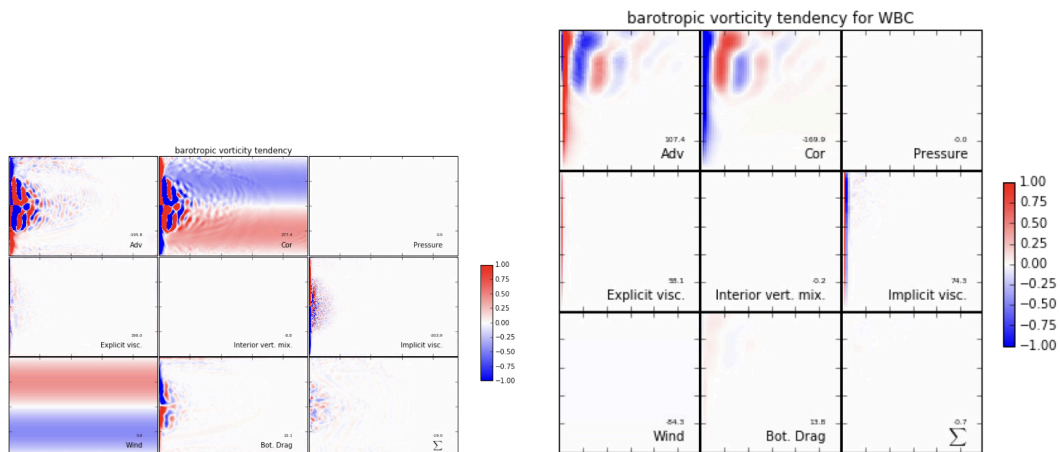 barotropic vorticity tendency
Adv
277.4
Cor
0.0
Pressure
Explicit visc.
Interior vert. mix.
Implicit visc.
Wind
Bot. Drag
∑
1.00
0.75
0.50
0.25
0.00
−0.25
−0.50
−0.75
−1.00
barotropic vorticity tendency for WBC
107.4
Adv
-169.9
Cor
-0.0
Pressure
58.1
Explicit visc.
-0.2
Interior vert. mix.
74.3
Implicit visc.
-84.3
Wind
13.8
Bot. Drag
-0.7
∑
1.00
0.75
0.50
0.25
0.00
−0.25
−0.50
−0.75
−1.00